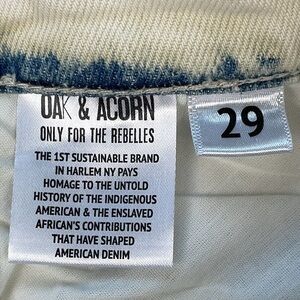 OAK & ACORN
ONLY FOR THE REBELLES
THE 1ST SUSTAINABLE BRAND
IN HARLEM NY PAYS
HOMAGE TO THE UNTOLD
HISTORY OF THE INDIGENOUS
AMERICAN & THE ENSLAVED
AFRICAN'S CONTRIBUTIONS
THAT HAVE SHAPED
AMERICAN DENIM
29